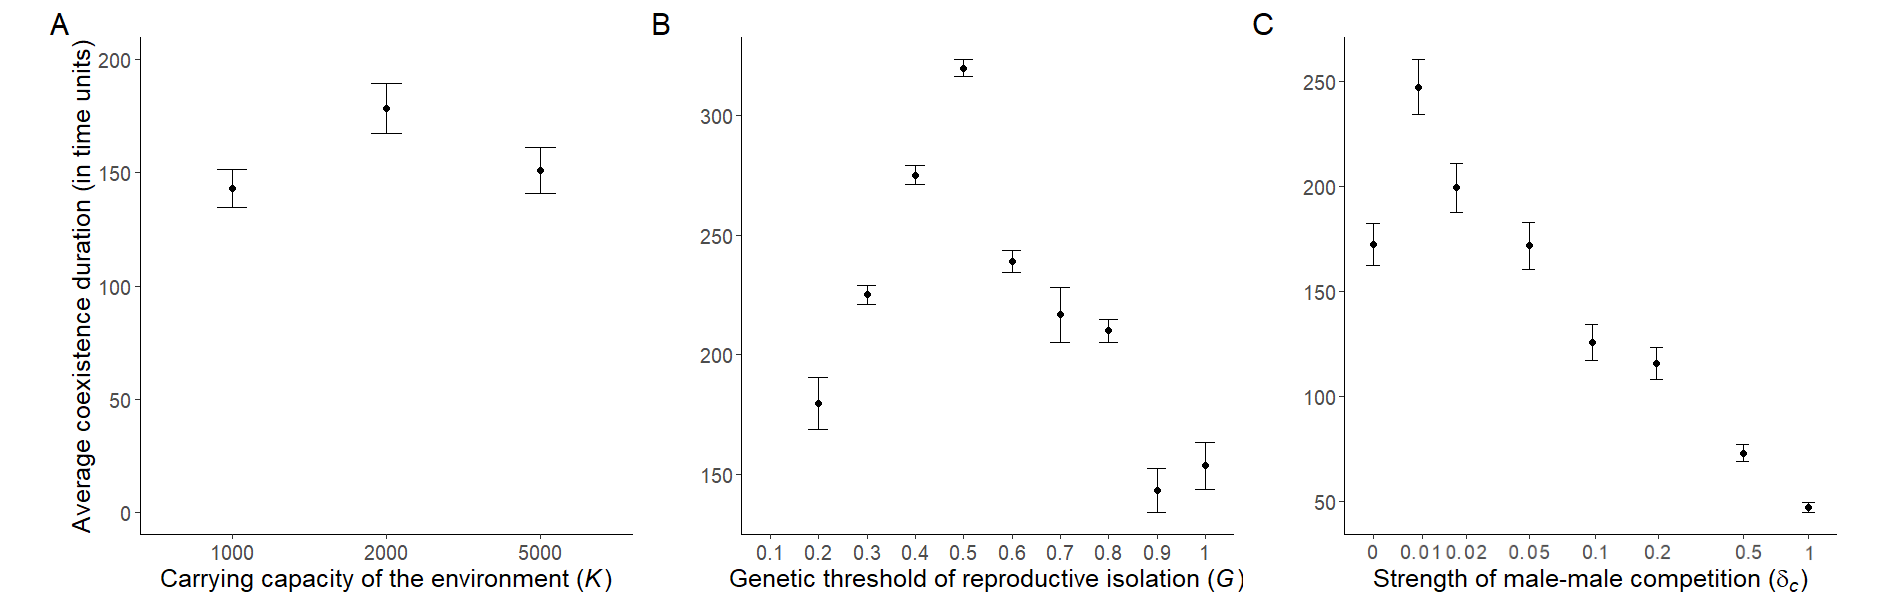 A
Average coexistence duration (in time units)
200
150
100
50
0
1000 2000 5000
Carrying capacity of the environment (K)
B
300
250
200
150
0.1 0.2 0.3 0.4 0.5 0.6 0.7 0.8 0.9 1
Genetic threshold of reproductive isolation (G)
C
250
200
150
100
50
0 0.01 0.02 0.05 0.1 0.2 0.5 1
Strength of male-male competition (δc)